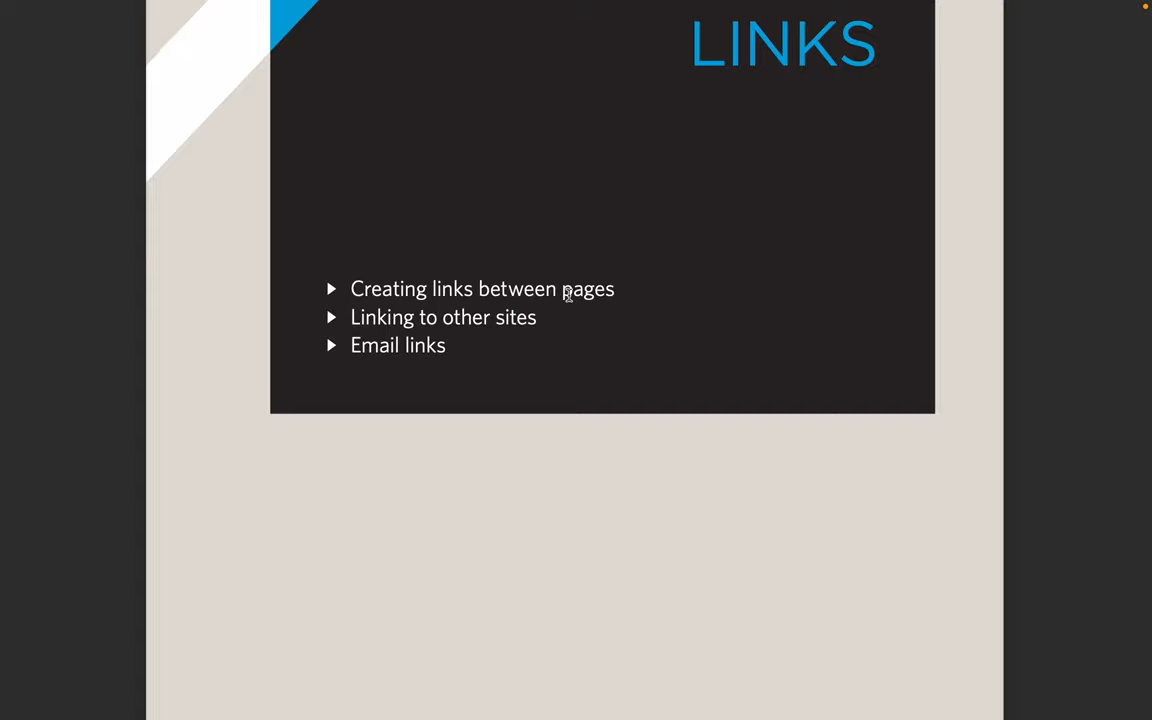 LINKS
Creating links between pages
Linking to other sites
Email links